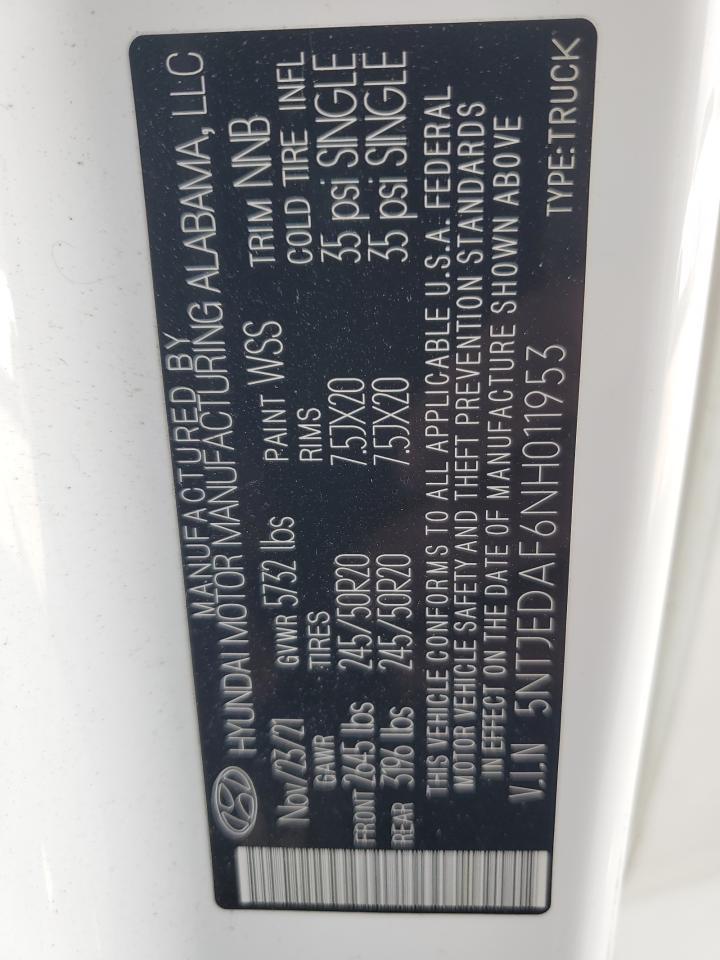 MANUFACTURED BY
HYUNDAI MOTOR MANUFACTURING ALABAMA, LLC
Nov/23/21 GVWR 5732 lbs PAINT WSS TRIM NNB
GAWR TIRES RIMS COLD TIRE INFL
FRONT 2645 lbs 245/50R20 7.5JX20 35 psi SINGLE
REAR 3196 lbs 245/50R20 7.5JX20 35 psi SINGLE
THIS VEHICLE CONFORMS TO ALL APPLICABLE U.S.A. FEDERAL
MOTOR VEHICLE SAFETY AND THEFT PREVENTION STANDARDS
IN EFFECT ON THE DATE OF MANUFACTURE SHOWN ABOVE
V.I.N 5NTJEDAF6NH011953 TYPE:TRUCK